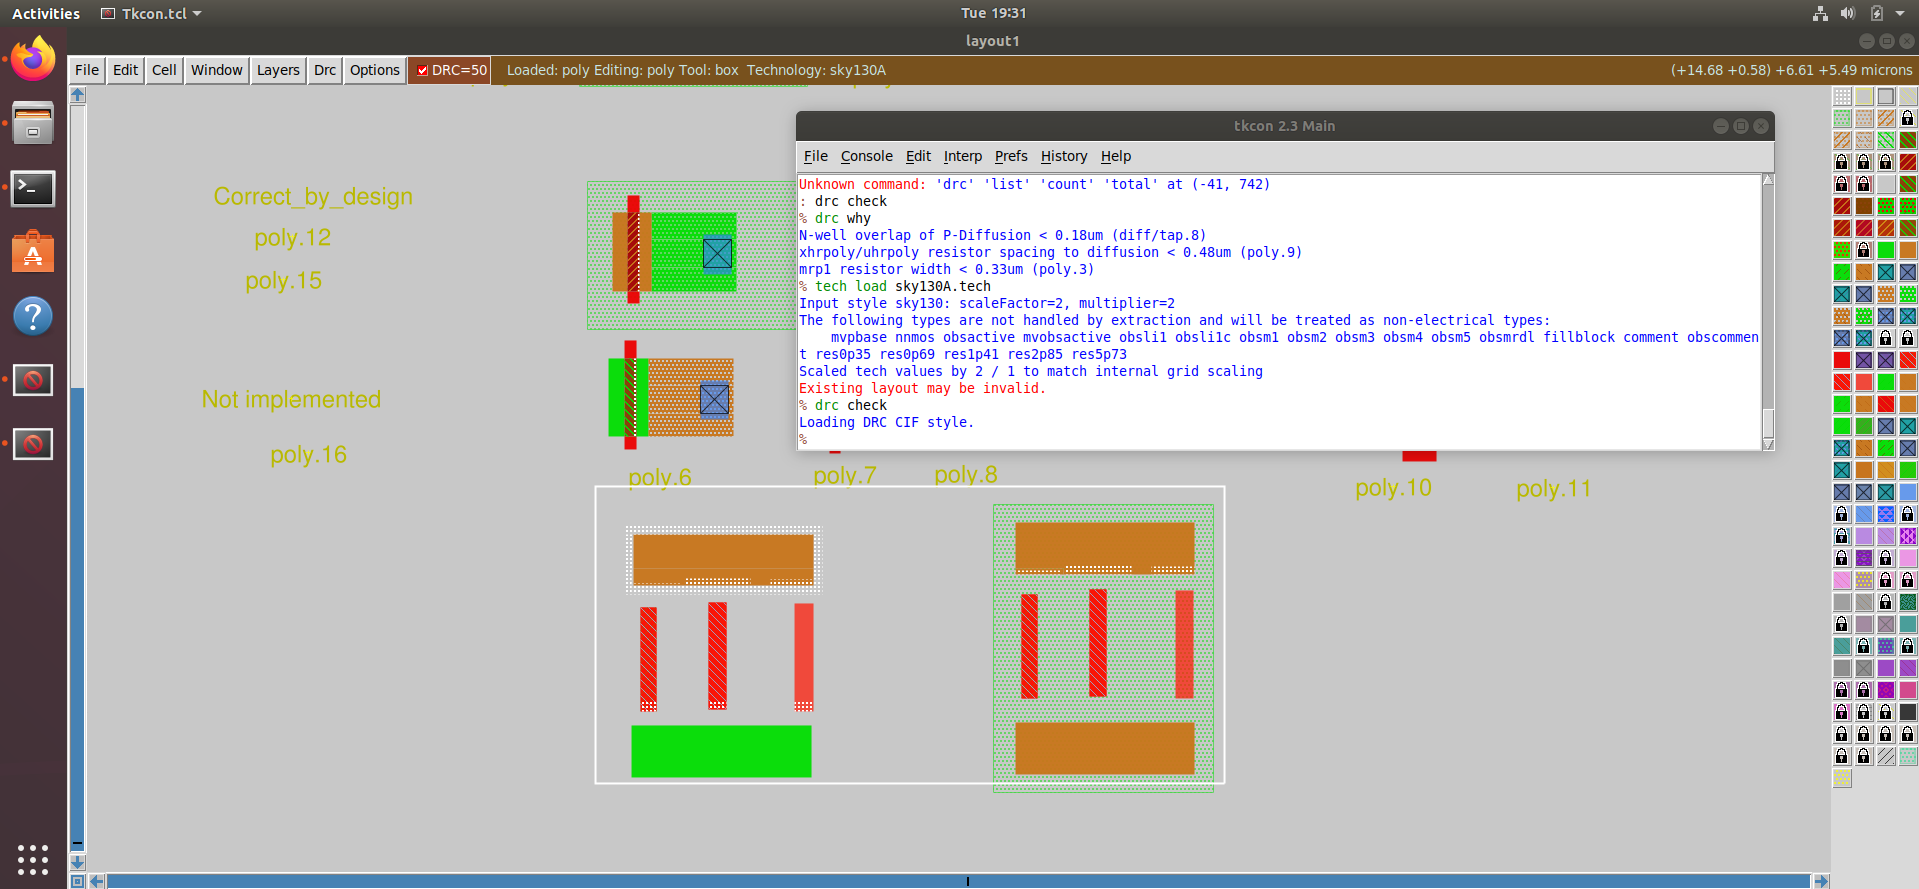 Activities
Tkcon.tcl
Tue 19:31
layout1
File Edit Cell Window Layers Drc Options
DRC=50
Loaded: poly Editing: poly Tool: box Technology: sky130A
(+14.68 +0.58) +6.61 +5.49 microns
Correct_by_design
poly.12
poly.15
Not implemented
poly.16
tkcon 2.3 Main
File Console Edit Interp Prefs History Help
Unknown command: 'drc' 'list' 'count' 'total' at (-41, 742)
: drc check
% drc why
N-well overlap of P-Diffusion < 0.18um (diff/tap.8)
xhrpoly/uhrpoly resistor spacing to diffusion < 0.48um (poly.9)
mrp1 resistor width < 0.33um (poly.3)
% tech load sky130A.tech
Input style sky130: scaleFactor=2, multiplier=2
The following types are not handled by extraction and will be treated as non-electrical types:
mvpbase nnmos obsactive mvobsactive obsli1 obsli1c obsm1 obsm2 obsm3 obsm4 obsm5 obsmrdl fillblock comment obscommen
t res0p35 res0p69 res1p41 res2p85 res5p73
Scaled tech values by 2 / 1 to match internal grid scaling
Existing layout may be invalid.
% drc check
Loading DRC CIF style.
%
poly.6
poly.7
poly.8
poly.10
poly.11